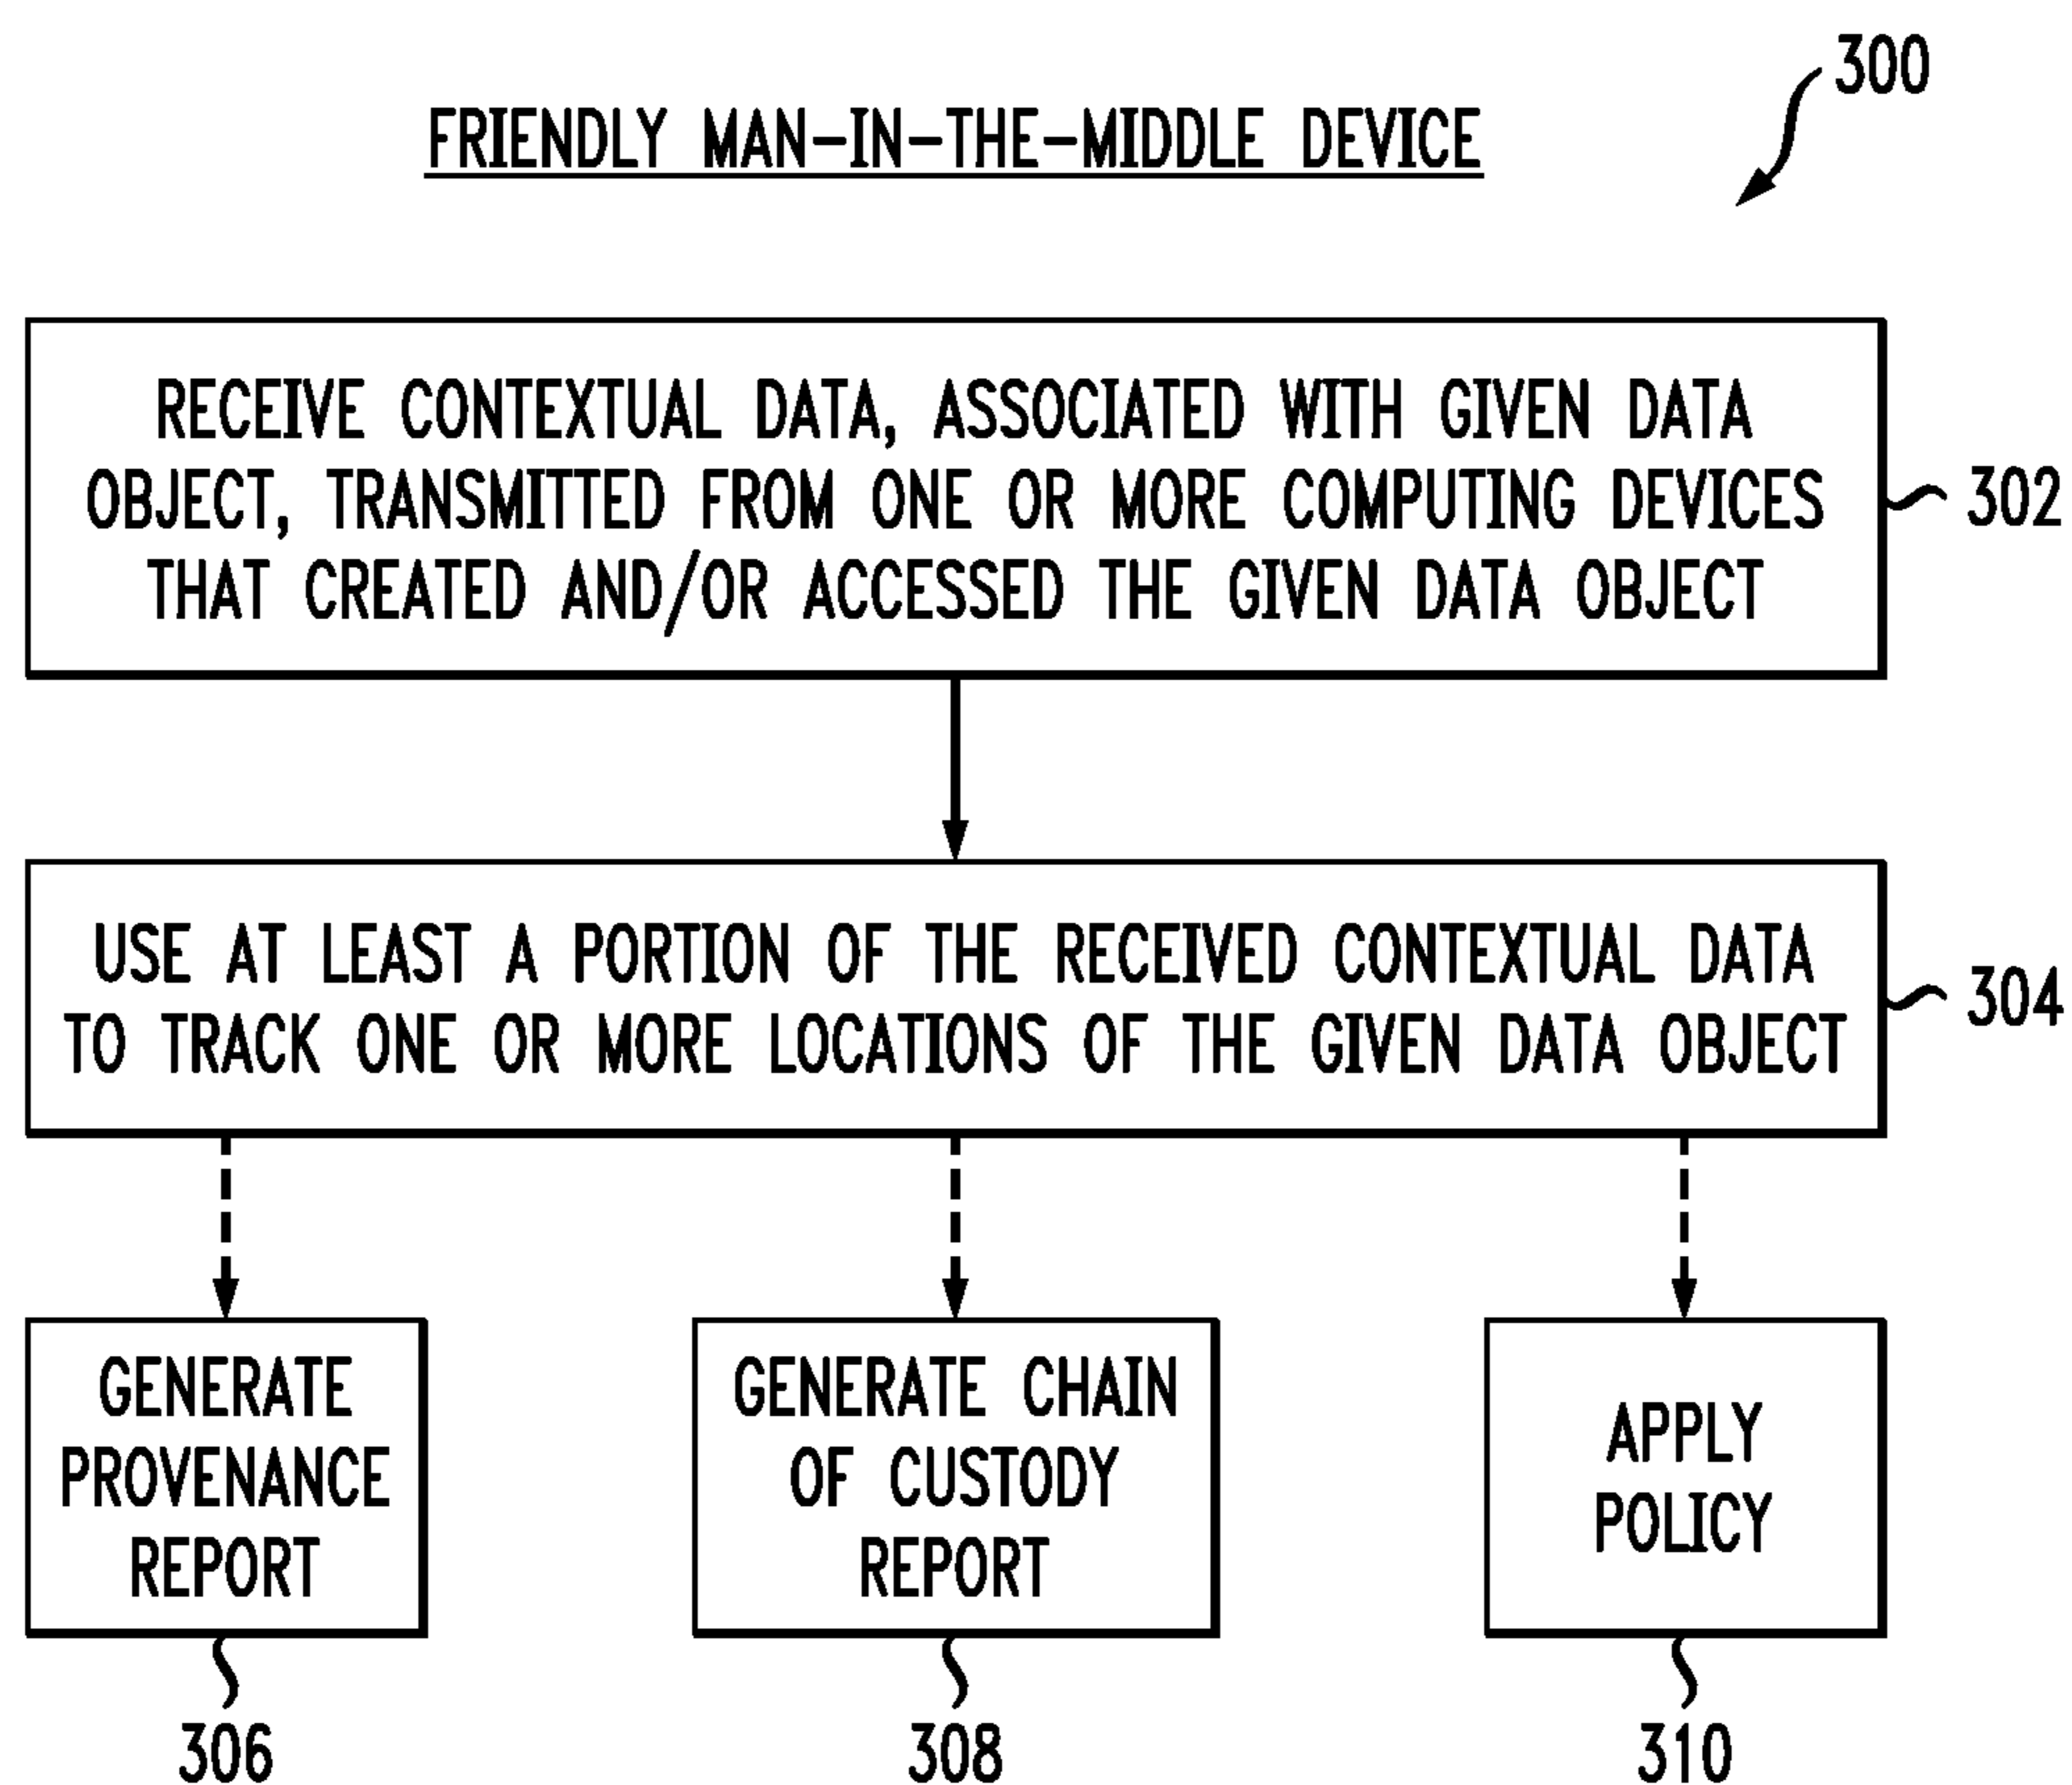 300
FRIENDLY MAN-IN-THE-MIDDLE DEVICE
RECEIVE CONTEXTUAL DATA, ASSOCIATED WITH GIVEN DATA
OBJECT, TRANSMITTED FROM ONE OR MORE COMPUTING DEVICES
THAT CREATED AND/OR ACCESSED THE GIVEN DATA OBJECT
302
USE AT LEAST A PORTION OF THE RECEIVED CONTEXTUAL DATA
TO TRACK ONE OR MORE LOCATIONS OF THE GIVEN DATA OBJECT
304
GENERATE
PROVENANCE
REPORT
306
GENERATE CHAIN
OF CUSTODY
REPORT
308
APPLY
POLICY
310